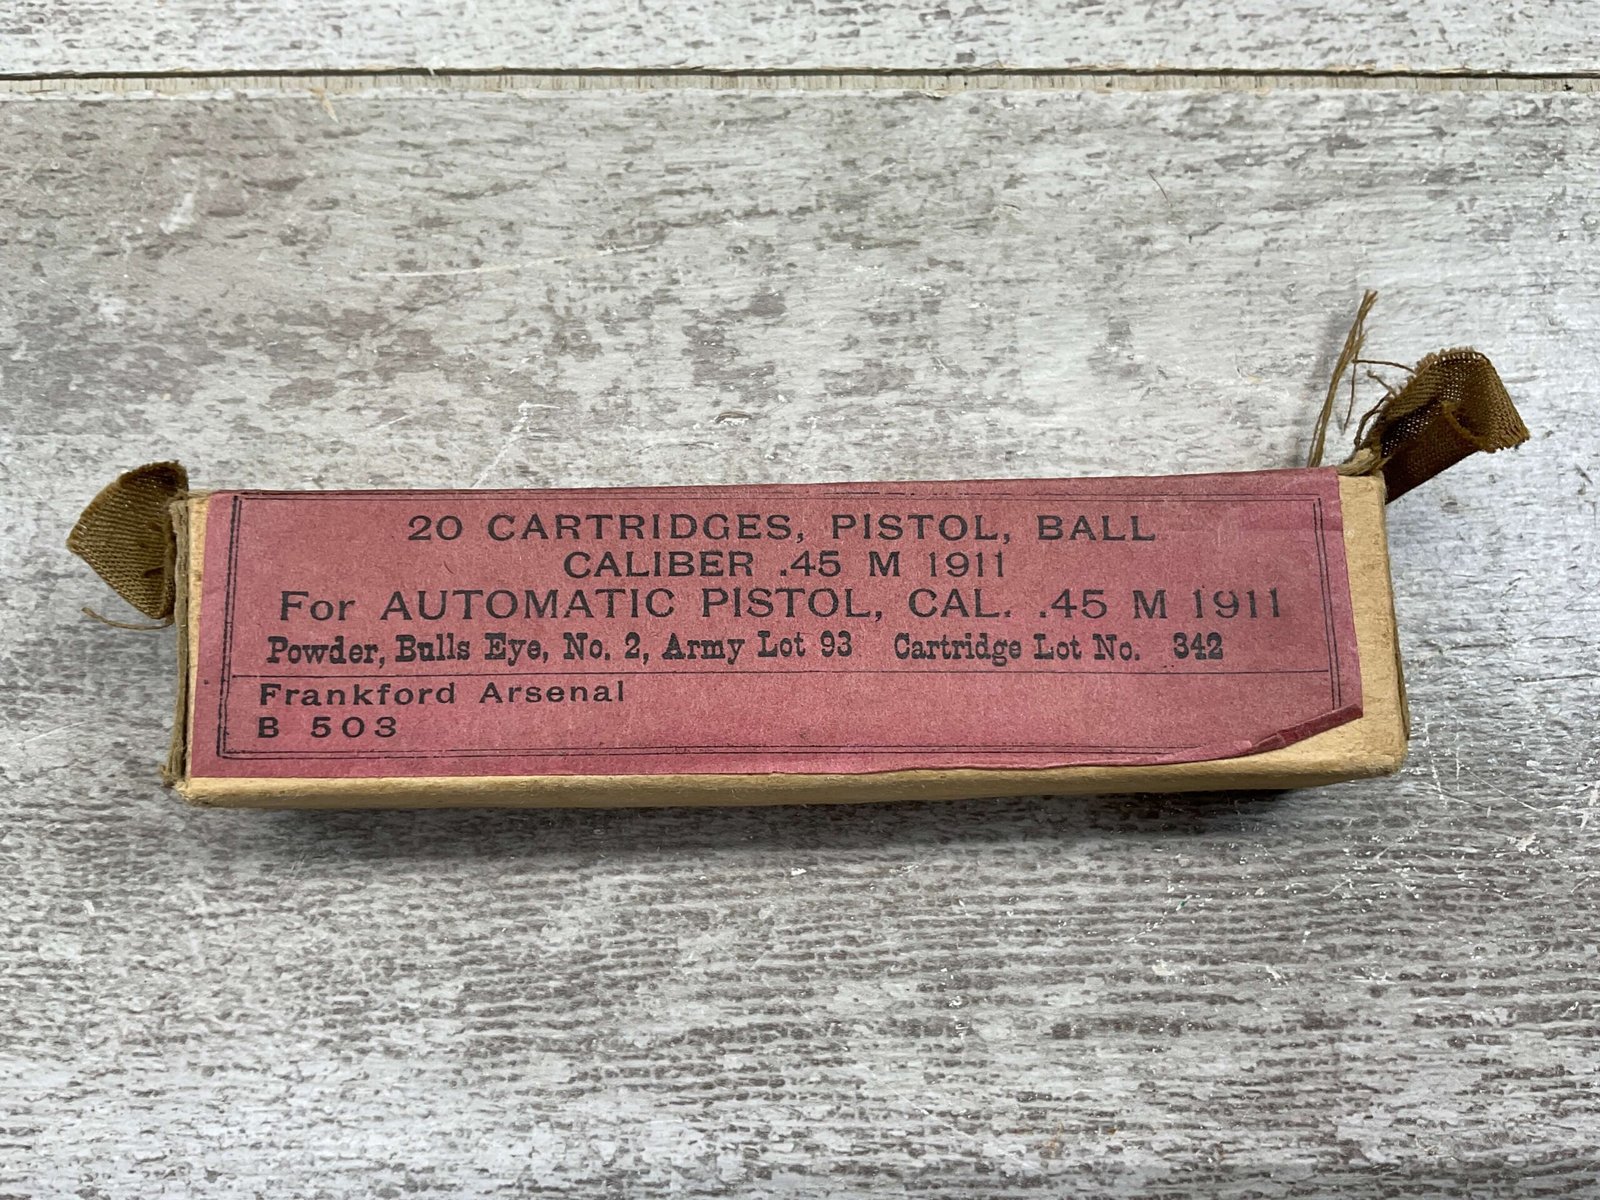 20 CARTRIDGES, PISTOL, BALL
CALIBER .45 M 1911
For AUTOMATIC PISTOL, CAL. .45 M 1911
Powder, Bulls Eye, No. 2, Army Lot 93 Cartridge Lot No. 342
Frankford Arsenal
B 503